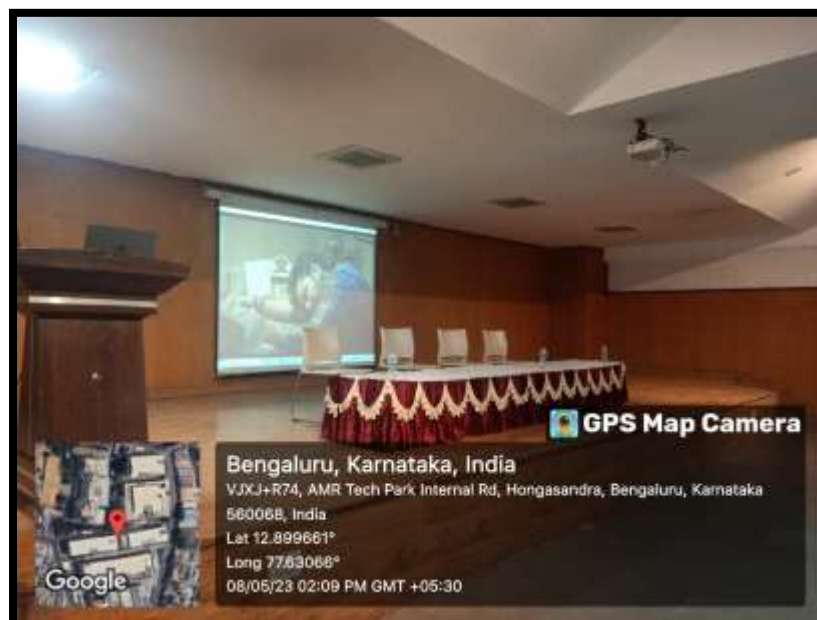 GPS Map Camera
Bengaluru, Karnataka, India
VJXJ+R74, AMR Tech Park Internal Rd, Hongasandra, Bengaluru, Karnataka
560068, India
Lat 12.899661°
Long 77.63066°
08/05/23 02:09 PM GMT +05:30
Google